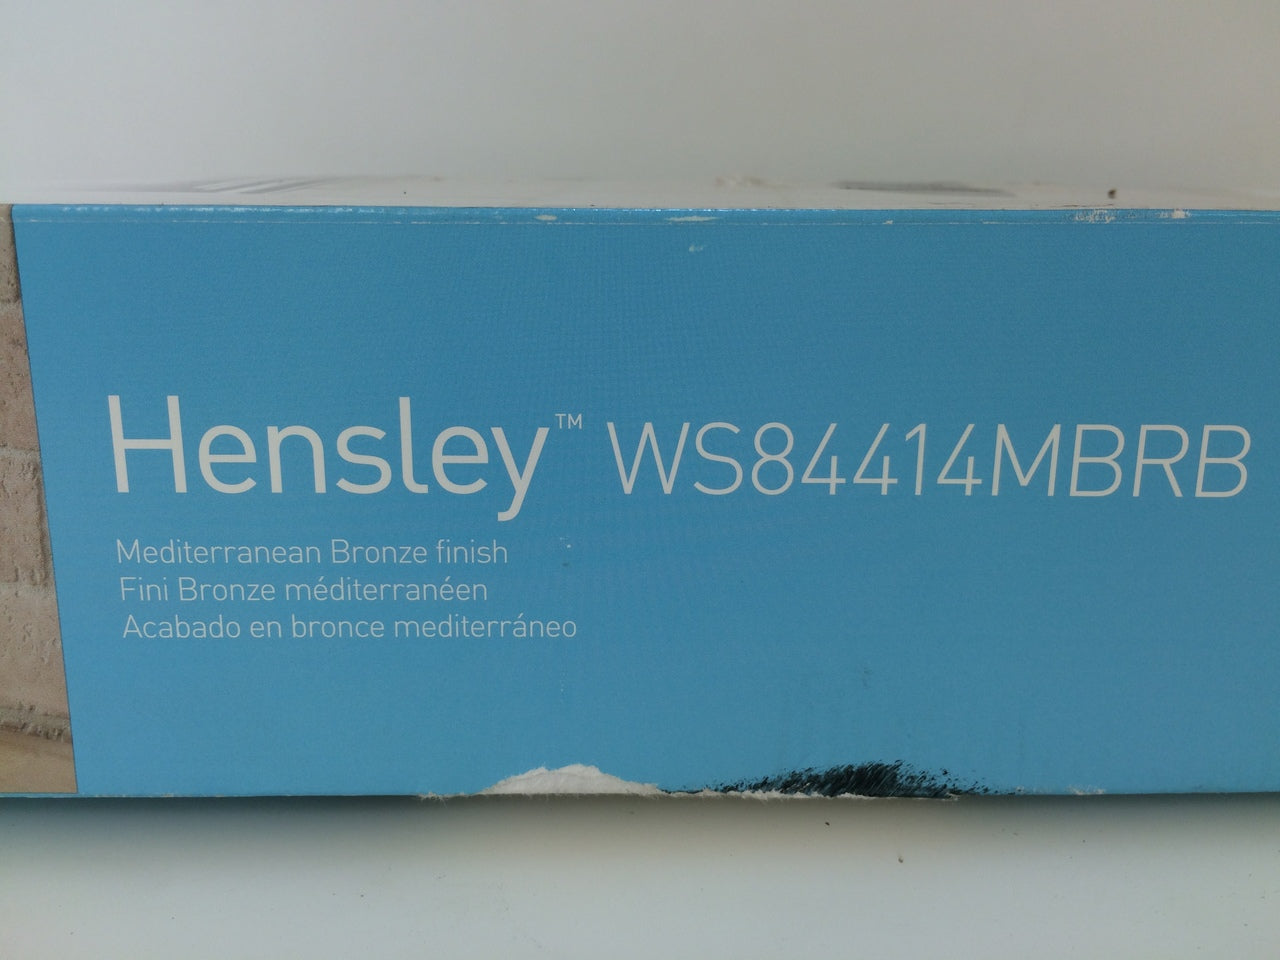 Hensley™ WS84414MBRB
Mediterranean Bronze finish
Fini Bronze méditerranéen
Acabado en bronce mediterráneo